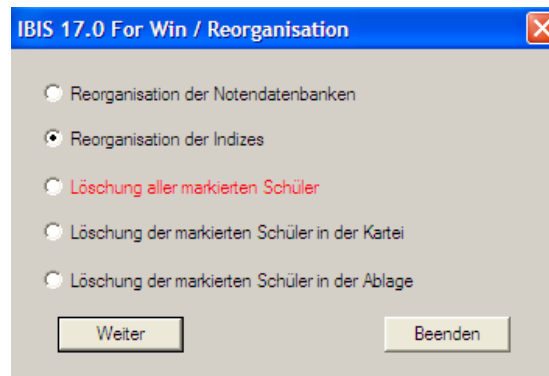 IBIS 17.0 For Win / Reorganisation
Reorganisation der Notendatenbanken
Reorganisation der Indizes
Löschung aller markierten Schüler
Löschung der markierten Schüler in der Kartei
Löschung der markierten Schüler in der Ablage
Weiter Beenden